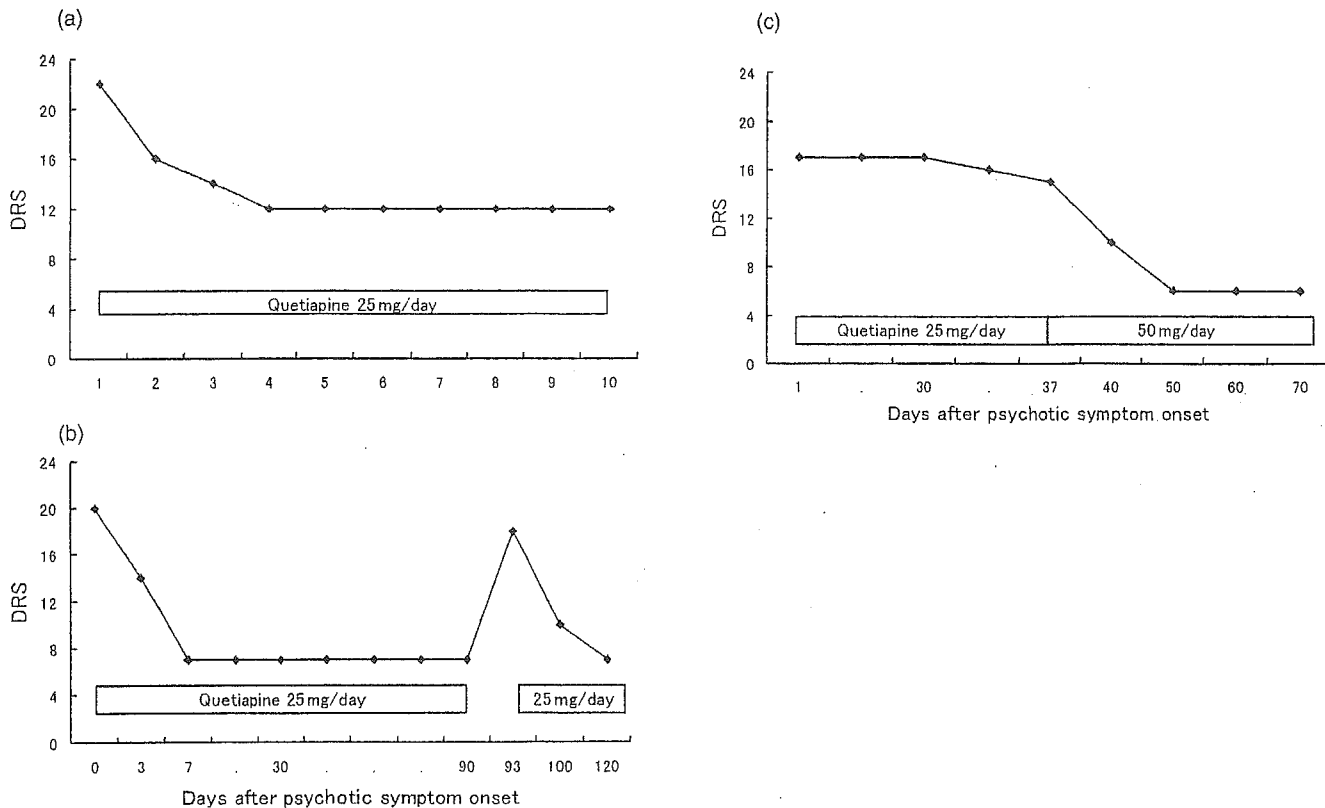 (a)
24
20
16
12
8
4
0
DRS
Quetiapine 25 mg/day
1 2 3 4 5 6 7 8 9 10
(b)
24
20
16
12
8
4
0
DRS
Quetiapine 25 mg/day
25 mg/day
0 3 7 . 30 . . . 90 93 100 120
Days after psychotic symptom onset
(c)
24
20
16
12
8
4
0
DRS
Quetiapine 25 mg/day
50 mg/day
1 . 30 . 37 40 50 60 70
Days after psychotic symptom onset